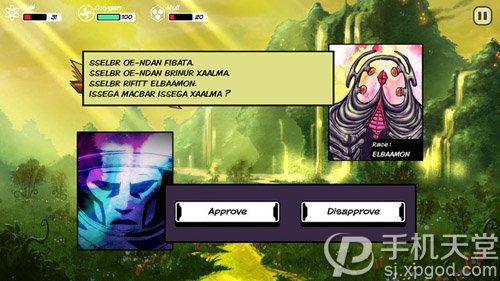 Fuel
31
Oxygen
100
Hull
20
SSELBR OE-NDAN FIBATA.
SSELBR OE-NDAN BRINUR XAALMA.
SSELBR RIFITT ELBAAMON.
ISSEGA MACBAR ISSEGA XAALMA ?
Race:
ELBAAMON
Approve
Disapprove
手机天堂
sj.xpgod.com